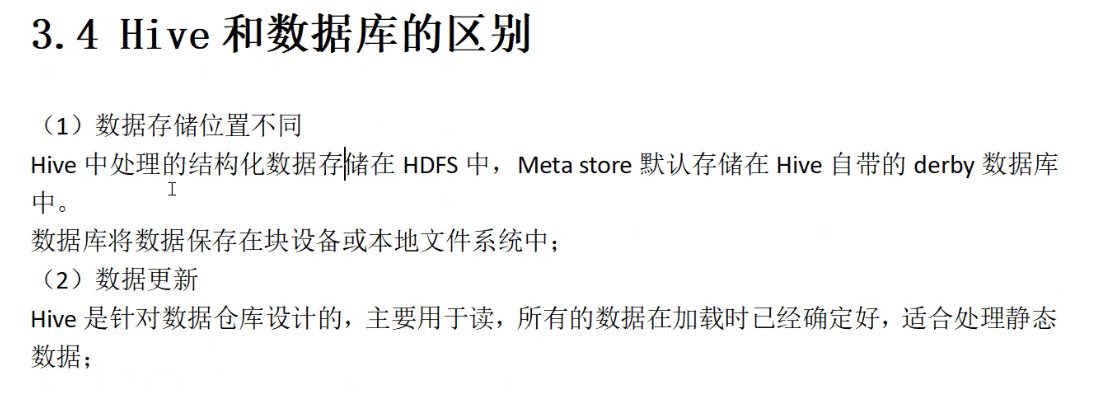 3.4 Hive和数据库的区别
（1）数据存储位置不同
Hive 中处理的结构化数据存储在 HDFS 中，Meta store 默认存储在 Hive 自带的 derby 数据库
中。
数据库将数据保存在块设备或本地文件系统中；
（2）数据更新
Hive 是针对数据仓库设计的，主要用于读，所有的数据在加载时已经确定好，适合处理静态
数据；